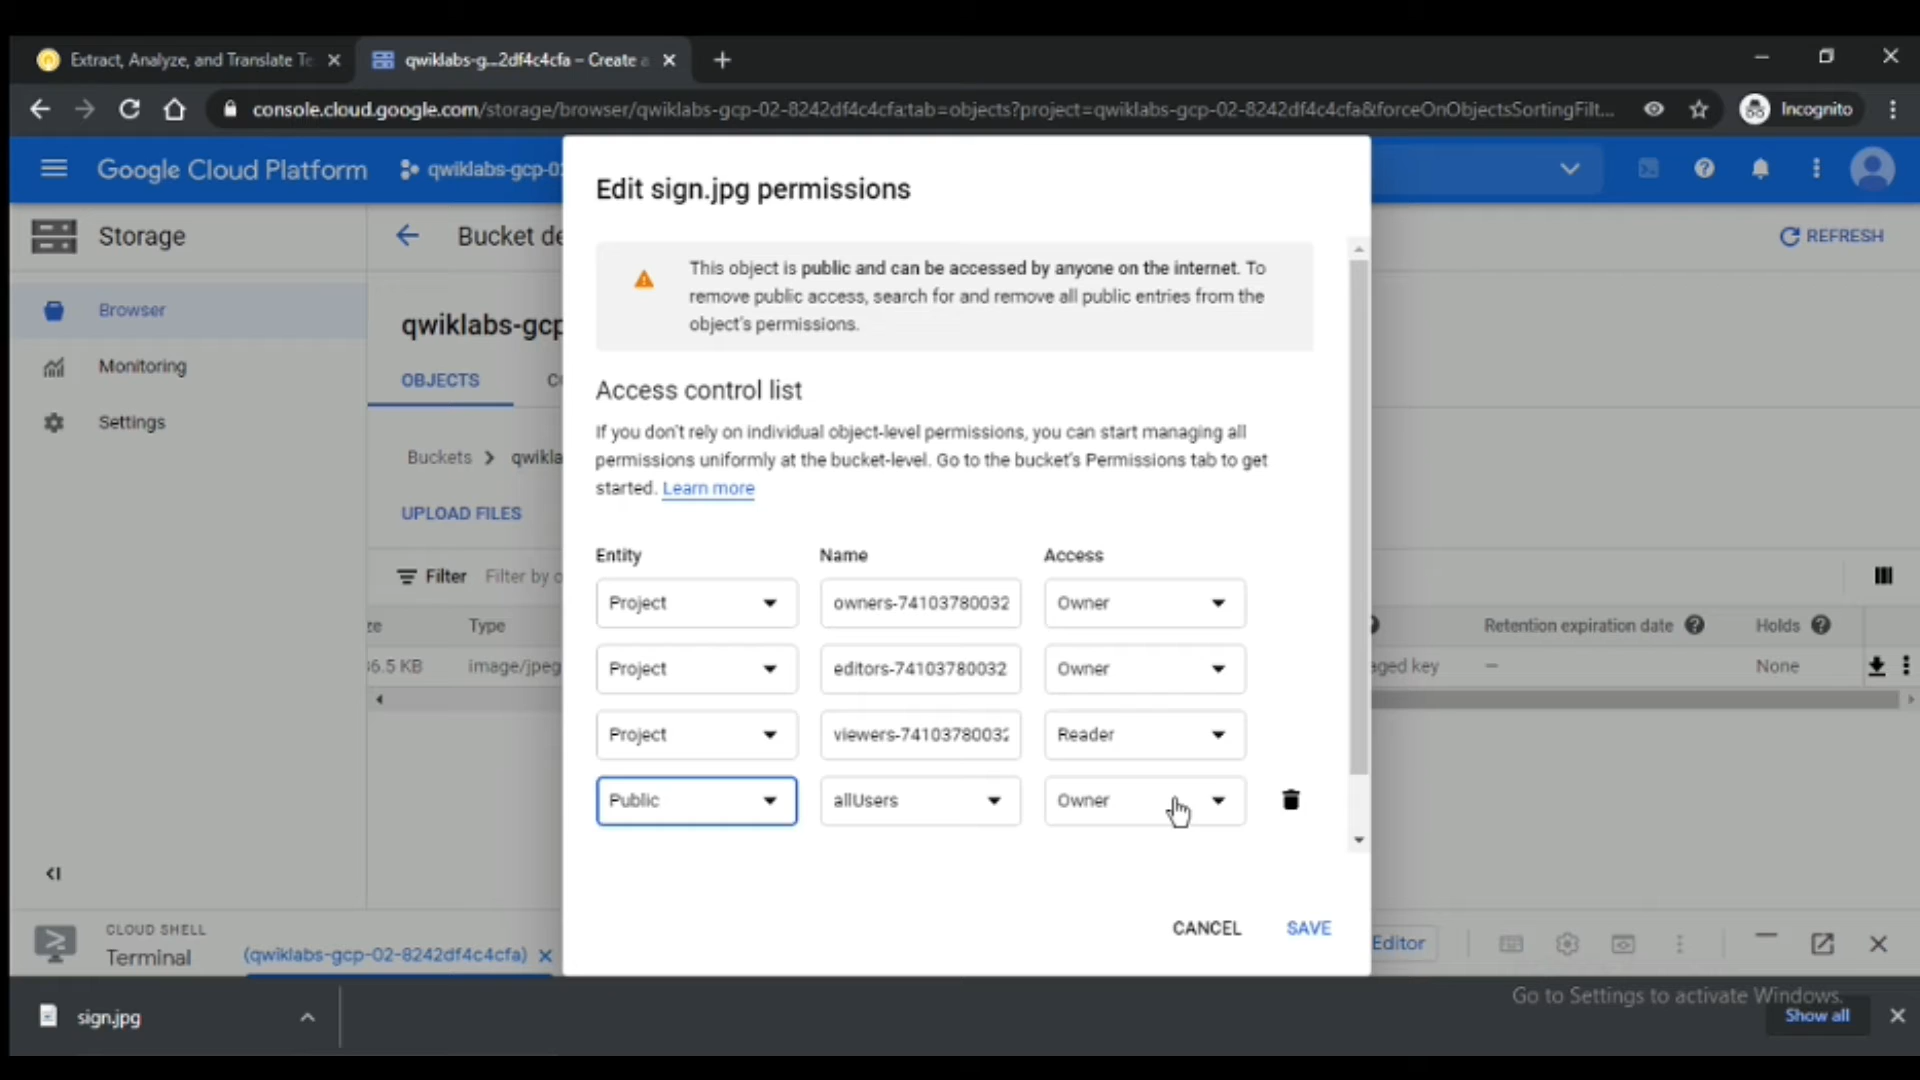 Extract, Analyze, and Translate Te
qwiklabs-g...2df4c4cfa – Create a
console.cloud.google.com/storage/browser/qwiklabs-gcp-02-8242df4c4cfa;tab=objects?project=qwiklabs-gcp-02-8242df4c4cfa&forceOnObjectsSortingFilt...
Incognito
Google Cloud Platform
qwiklabs-gcp-0
Storage
Bucket de
REFRESH
Browser
Monitoring
Settings
qwiklabs-gcp
OBJECTS
Buckets > qwikla
UPLOAD FILES
Filter Filter by o
ze Type
Retention expiration date
Holds
36.5 KB image/jpeg
aged key – None
Edit sign.jpg permissions
This object is public and can be accessed by anyone on the internet. To
remove public access, search for and remove all public entries from the
object's permissions.
Access control list
If you don't rely on individual object-level permissions, you can start managing all
permissions uniformly at the bucket-level. Go to the bucket's Permissions tab to get
started. Learn more
Entity Name Access
Project owners-74103780032 Owner
Project editors-74103780032 Owner
Project viewers-74103780032 Reader
Public allUsers Owner
CANCEL SAVE
CLOUD SHELL
Terminal
(qwiklabs-gcp-02-8242df4c4cfa)
Editor
Go to Settings to activate Windows.
sign.jpg
Show all